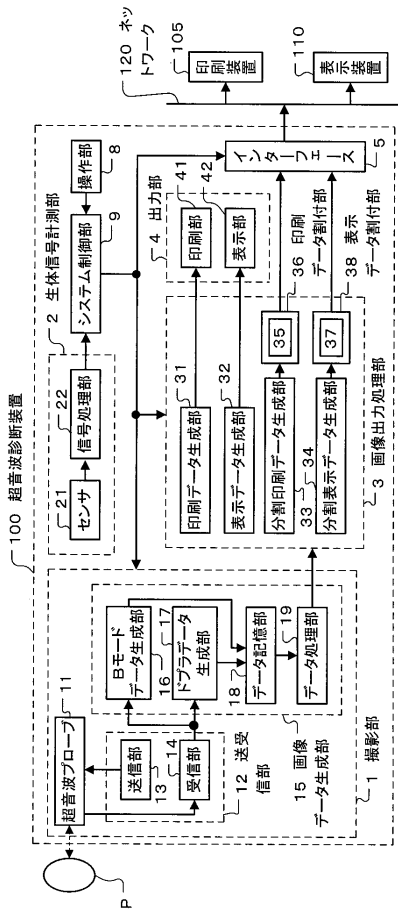 100 超音波診断装置
P
11
超音波プローブ
送信部
13
受信部
14
12 送受
信部
Bモード
データ生成部
16
ドプラデータ
生成部
17
データ記憶部
18
データ処理部
19
15 画像
データ生成部
1 撮影部
2 生体信号計測部
21
センサ
22
信号処理部
システム制御部
9
操作部
8
印刷データ生成部
31
表示データ生成部
32
分割印刷データ生成部
33
分割表示データ生成部
34
35
36 印刷
データ割付部
37
38 表示
データ割付部
3 画像出力処理部
4 出力部
印刷部
41
表示部
42
インターフェース
5
120 ネッ
トワーク
105
印刷装置
110
表示装置